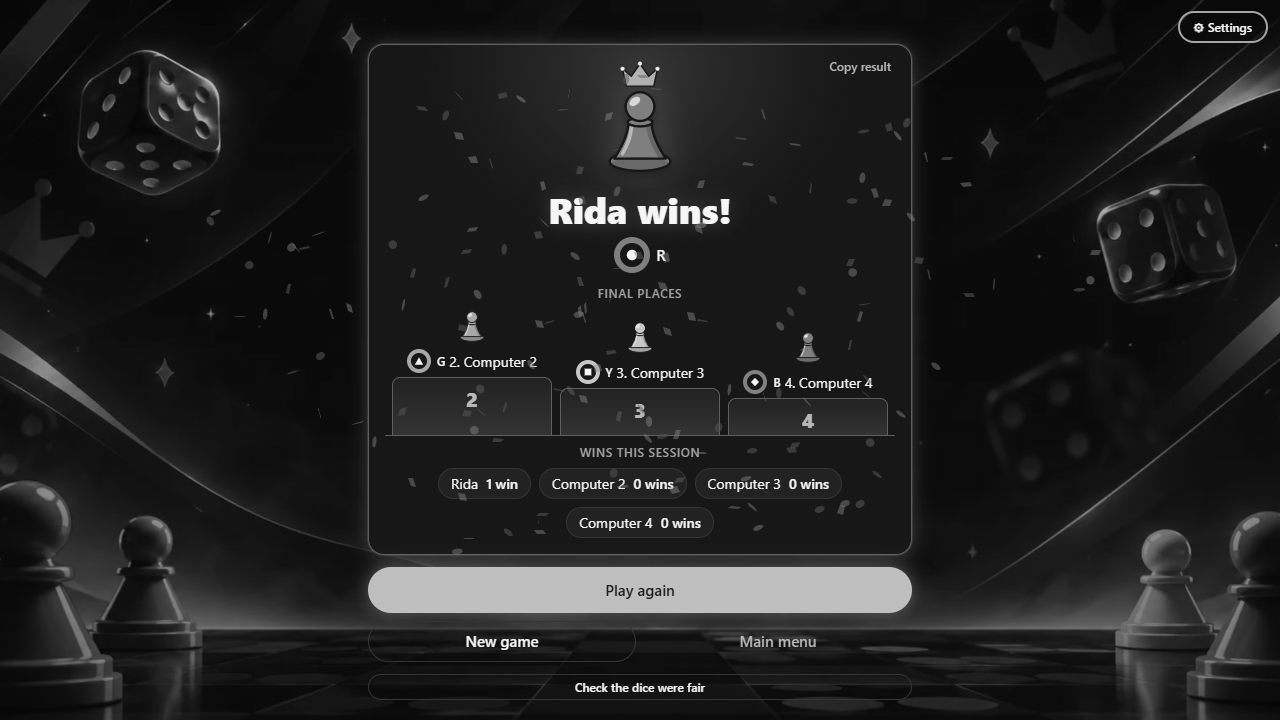 ⚙ Settings
Copy result
Rida wins!
R
FINAL PLACES
G 2. Computer 2
Y 3. Computer 3
B 4. Computer 4
2
3
4
WINS THIS SESSION
Rida 1 win
Computer 2 0 wins
Computer 3 0 wins
Computer 4 0 wins
Play again
New game
Main menu
Check the dice were fair